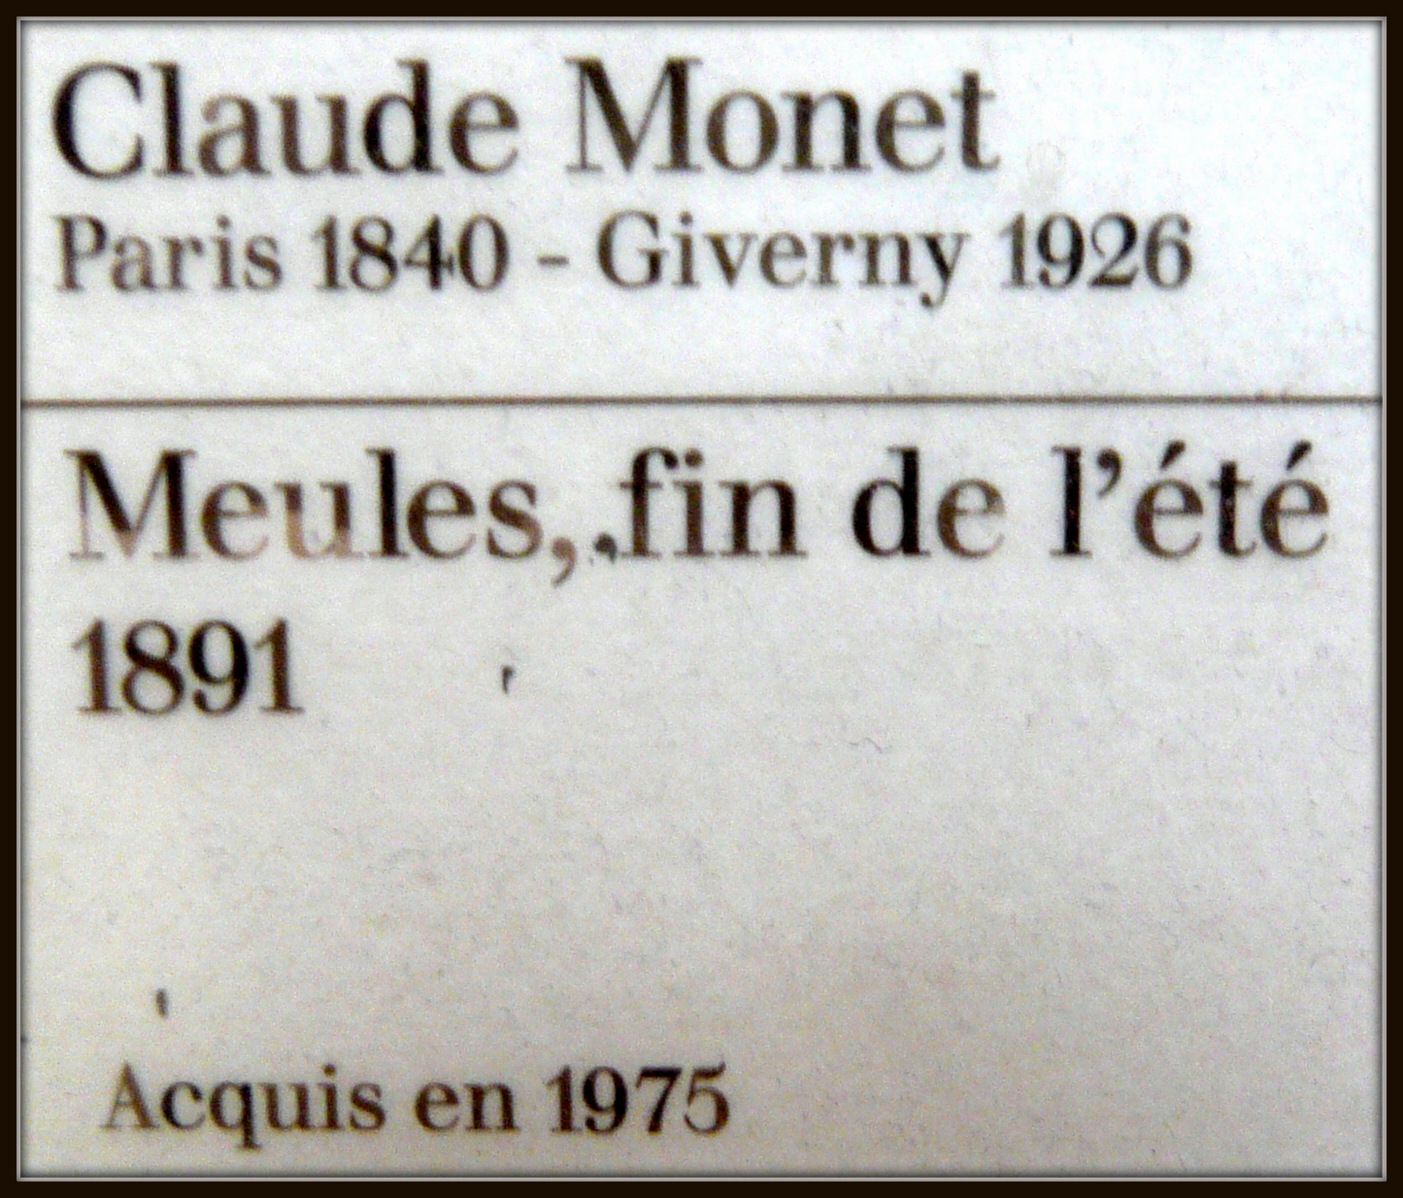 Claude Monet
Paris 1840 - Giverny 1926
Meules, fin de l'été
1891
Acquis en 1975